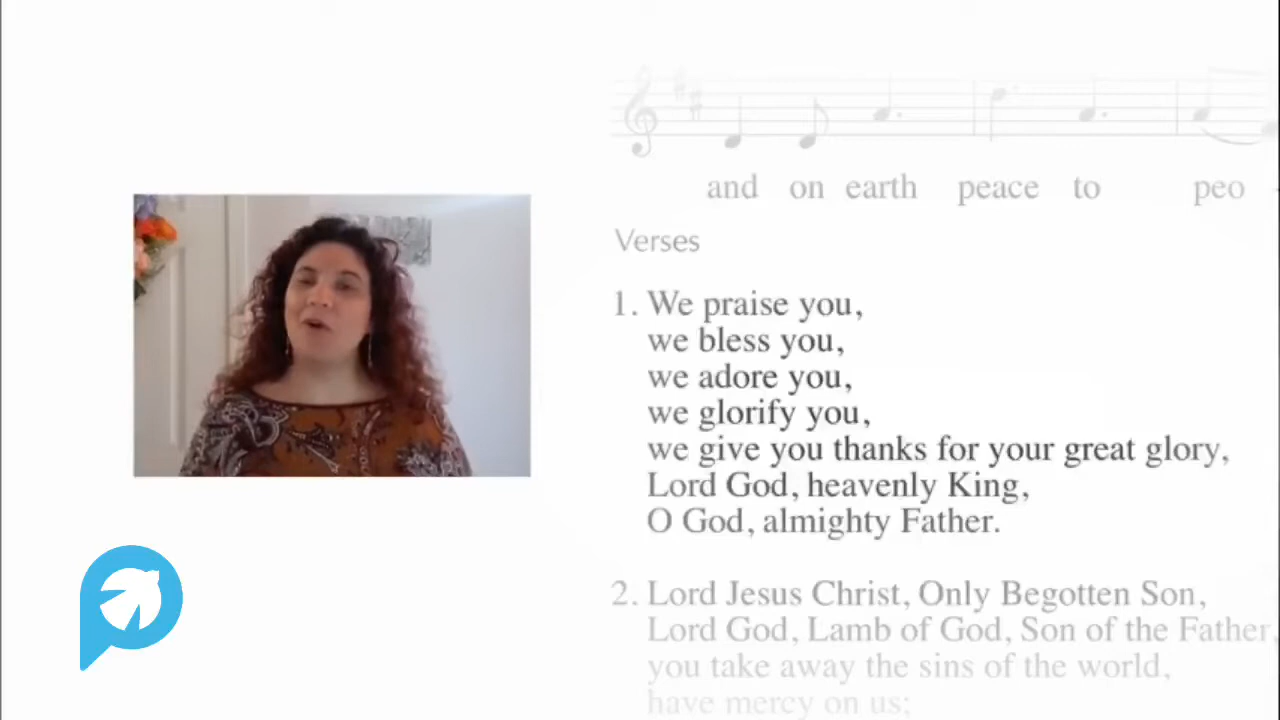 and on earth peace to peo
Verses
1. We praise you,
we bless you,
we adore you,
we glorify you,
we give you thanks for your great glory,
Lord God, heavenly King,
O God, almighty Father.
2. Lord Jesus Christ, Only Begotten Son,
Lord God, Lamb of God, Son of the Father,
you take away the sins of the world,
have mercy on us;